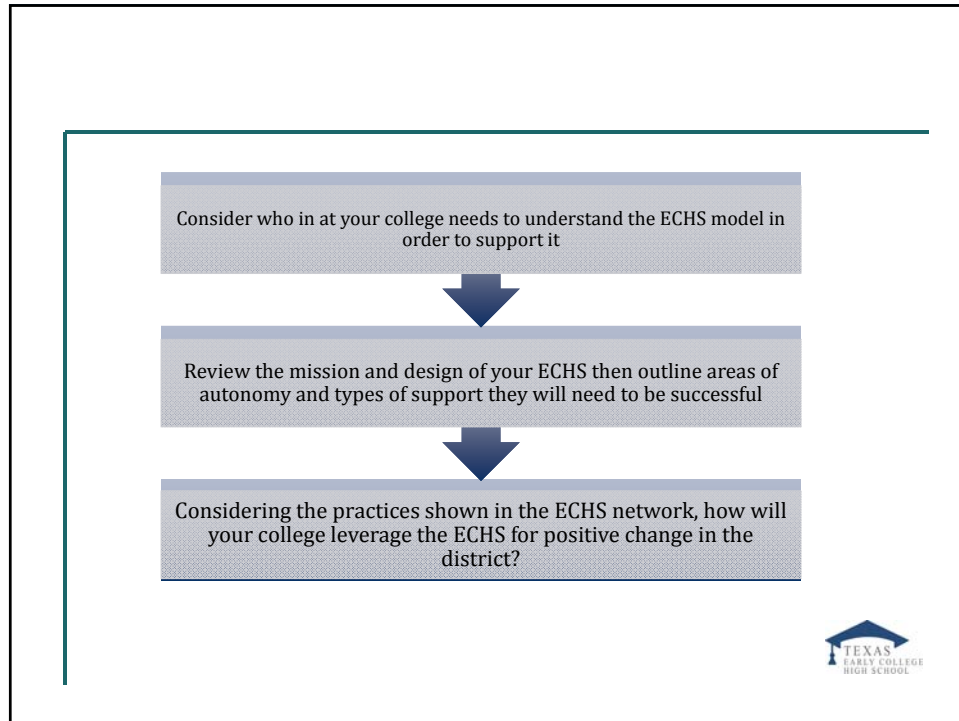 Consider who in at your college needs to understand the ECHS model in
order to support it
Review the mission and design of your ECHS then outline areas of
autonomy and types of support they will need to be successful
Considering the practices shown in the ECHS network, how will
your college leverage the ECHS for positive change in the
district?
TEXAS
EARLY COLLEGE
HIGH SCHOOL